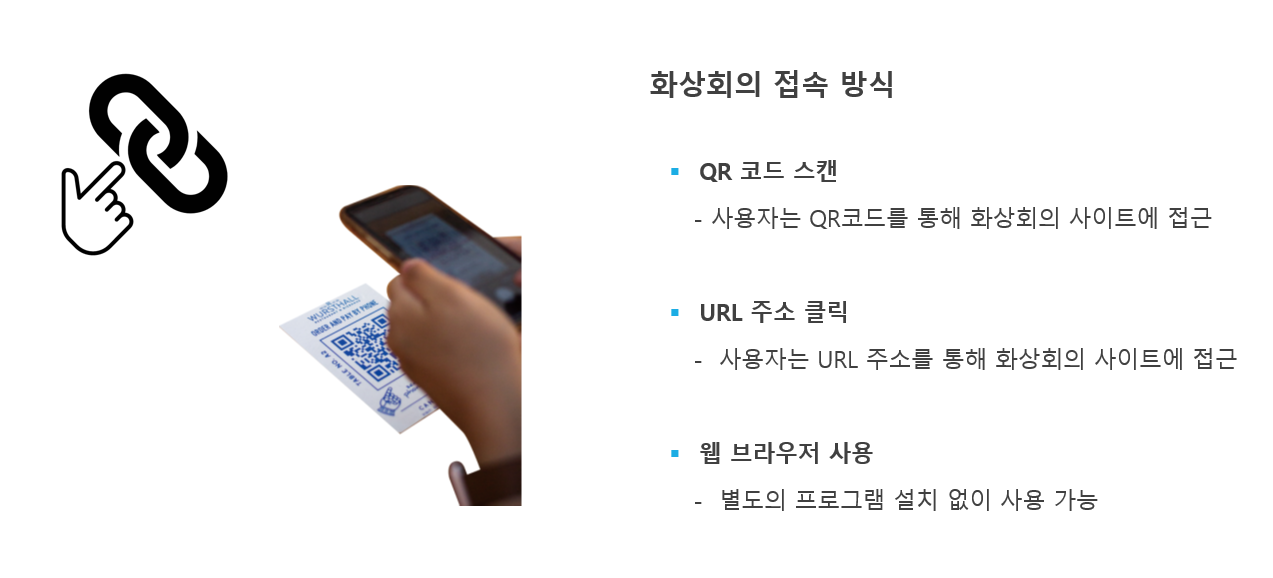 화상회의 접속 방식
▪ QR 코드 스캔
- 사용자는 QR코드를 통해 화상회의 사이트에 접근
▪ URL 주소 클릭
- 사용자는 URL 주소를 통해 화상회의 사이트에 접근
▪ 웹 브라우저 사용
- 별도의 프로그램 설치 없이 사용 가능
WURSTHALL
ORDER AND PAY BY PHONE
TABLE NO. A2